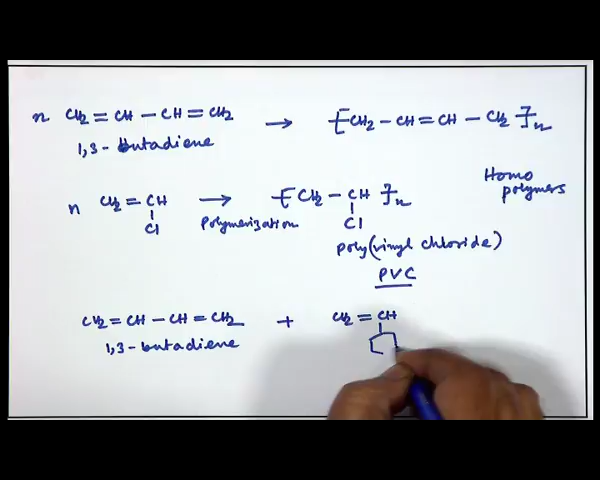 n CH2 = CH - CH = CH2 → [CH2 - CH = CH - CH2]n
1,3 - butadiene
Homo polymers
n CH2 = CH → [CH2 - CH]n
Cl Polymerization Cl
Poly(vinyl chloride)
PVC
CH2 = CH - CH = CH2 + CH2 = CH
1,3 - butadiene